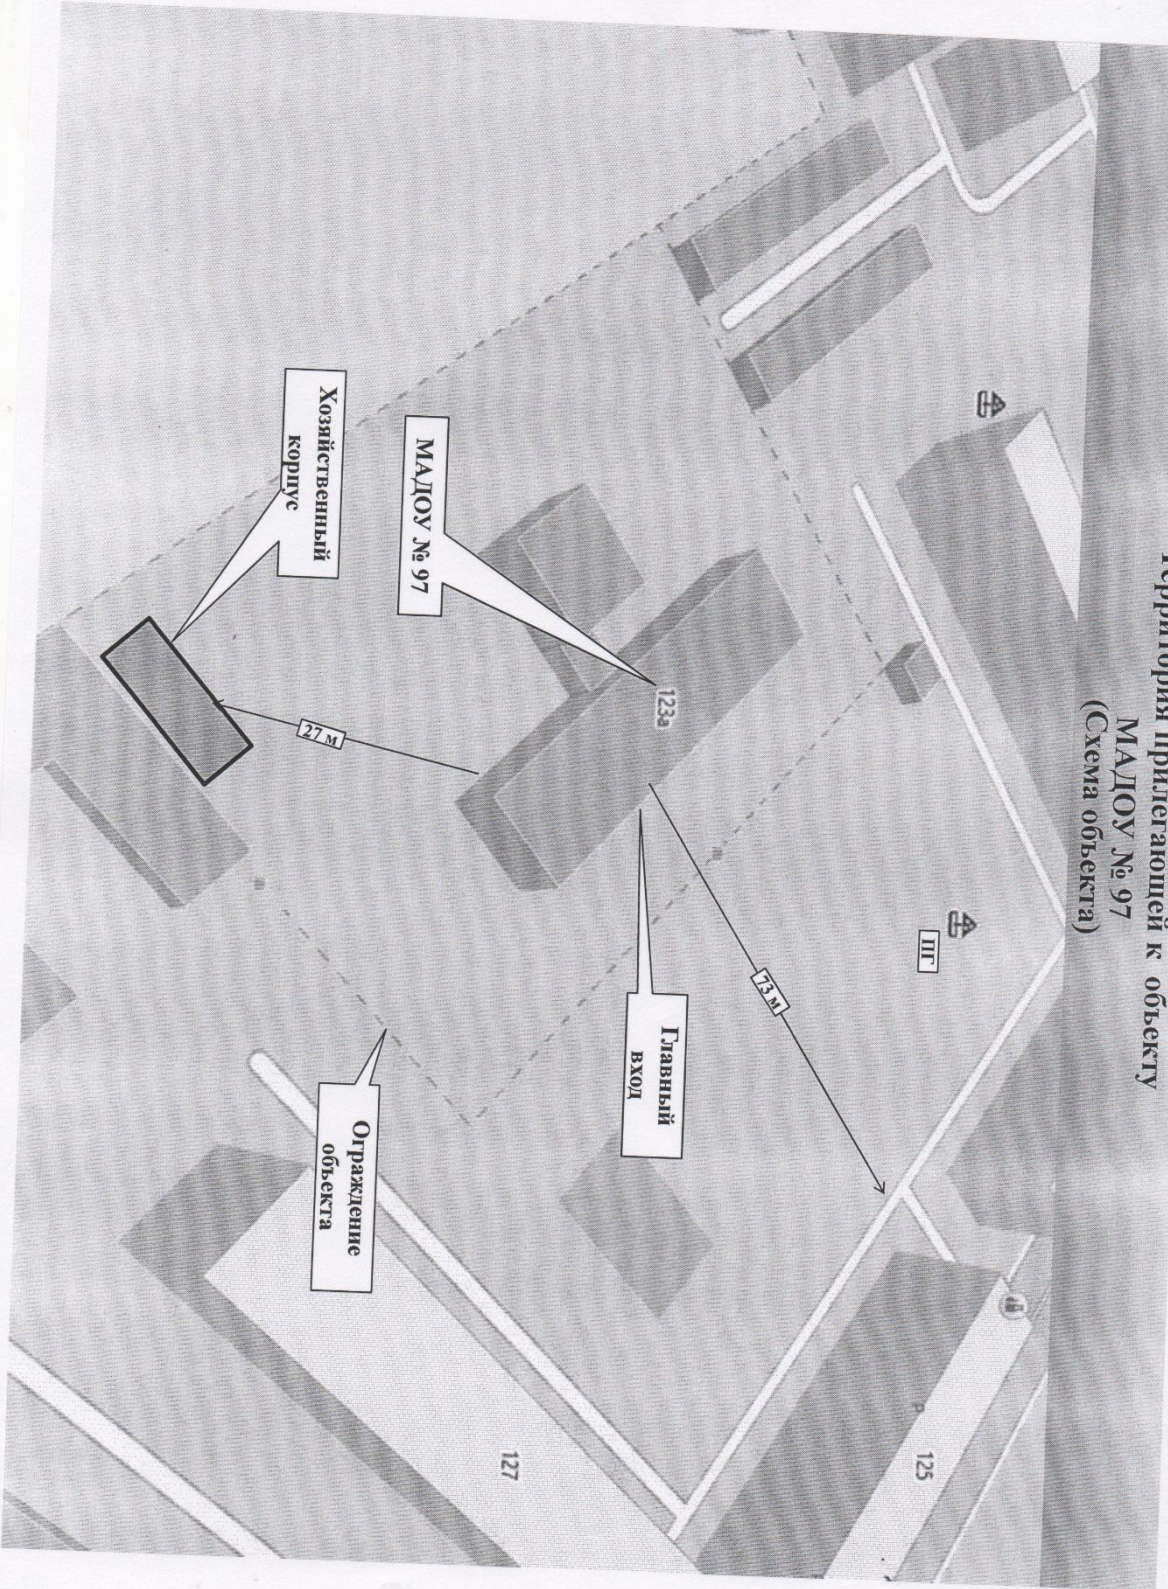 Территория прилегающей к объекту
МАДОУ № 97
(Схема объекта)
ПГ
125
Р
73 м
Главный
вход
123а
127
МАДОУ № 97
27 м
Ограждение
объекта
Хозяйственный
корпус